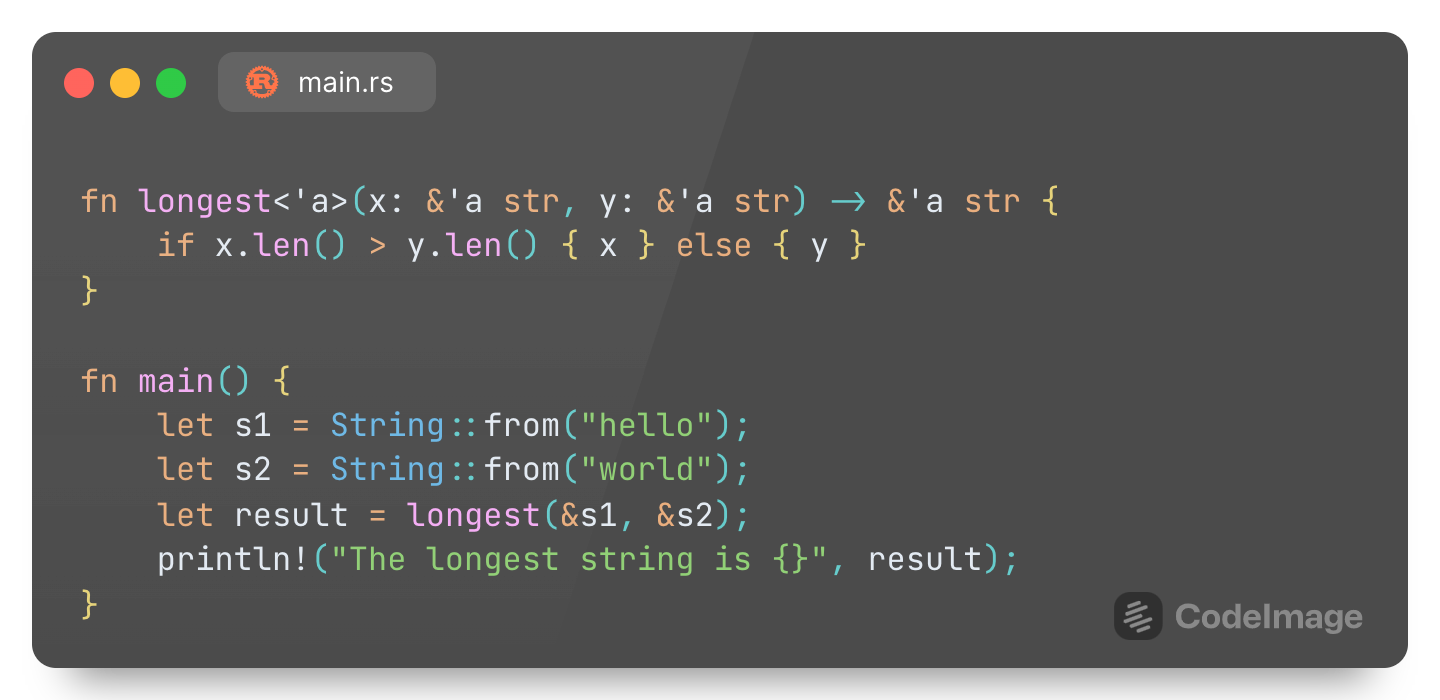 main.rs
fn longest<'a>(x: &'a str, y: &'a str) -> &'a str {
    if x.len() > y.len() { x } else { y }
}
fn main() {
    let s1 = String::from("hello");
    let s2 = String::from("world");
    let result = longest(&s1, &s2);
    println!("The longest string is {}", result);
}
CodeImage